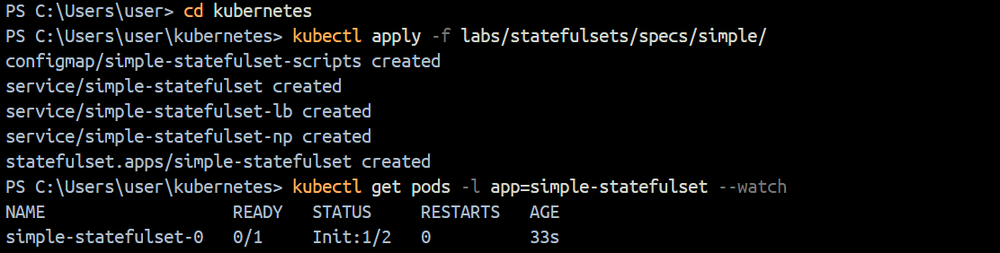 PS C:\Users\user> cd kubernetes
PS C:\Users\user\kubernetes> kubectl apply -f labs/statefulsets/specs/simple/
configmap/simple-statefulset-scripts created
service/simple-statefulset created
service/simple-statefulset-lb created
service/simple-statefulset-np created
statefulset.apps/simple-statefulset created
PS C:\Users\user\kubernetes> kubectl get pods -l app=simple-statefulset --watch
NAME                   READY   STATUS     RESTARTS   AGE
simple-statefulset-0   0/1     Init:1/2   0          33s